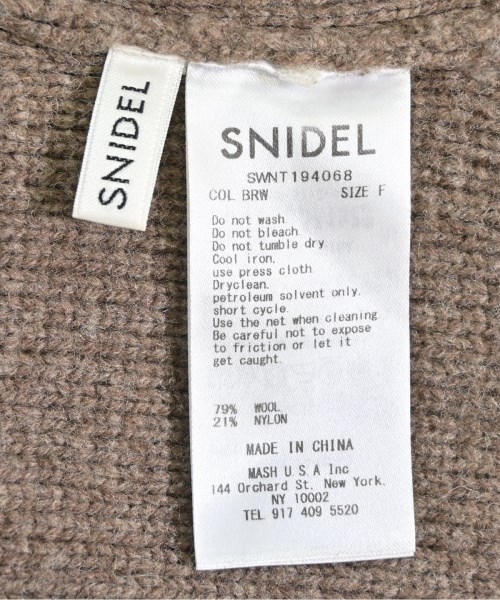 SNIDEL
SNIDEL
SWNT194068
COL BRW SIZE F
Do not wash.
Do not bleach.
Do not tumble dry.
Cool iron,
use press cloth.
Dryclean.
petroleum solvent only.
short cycle.
Use the net when cleaning
Be careful not to expose
to friction or let it
get caught.
79% WOOL
21% NYLON
MADE IN CHINA
MASH U.S.A Inc
144 Orchard St. New York.
NY 10002
TEL 917 409 5520